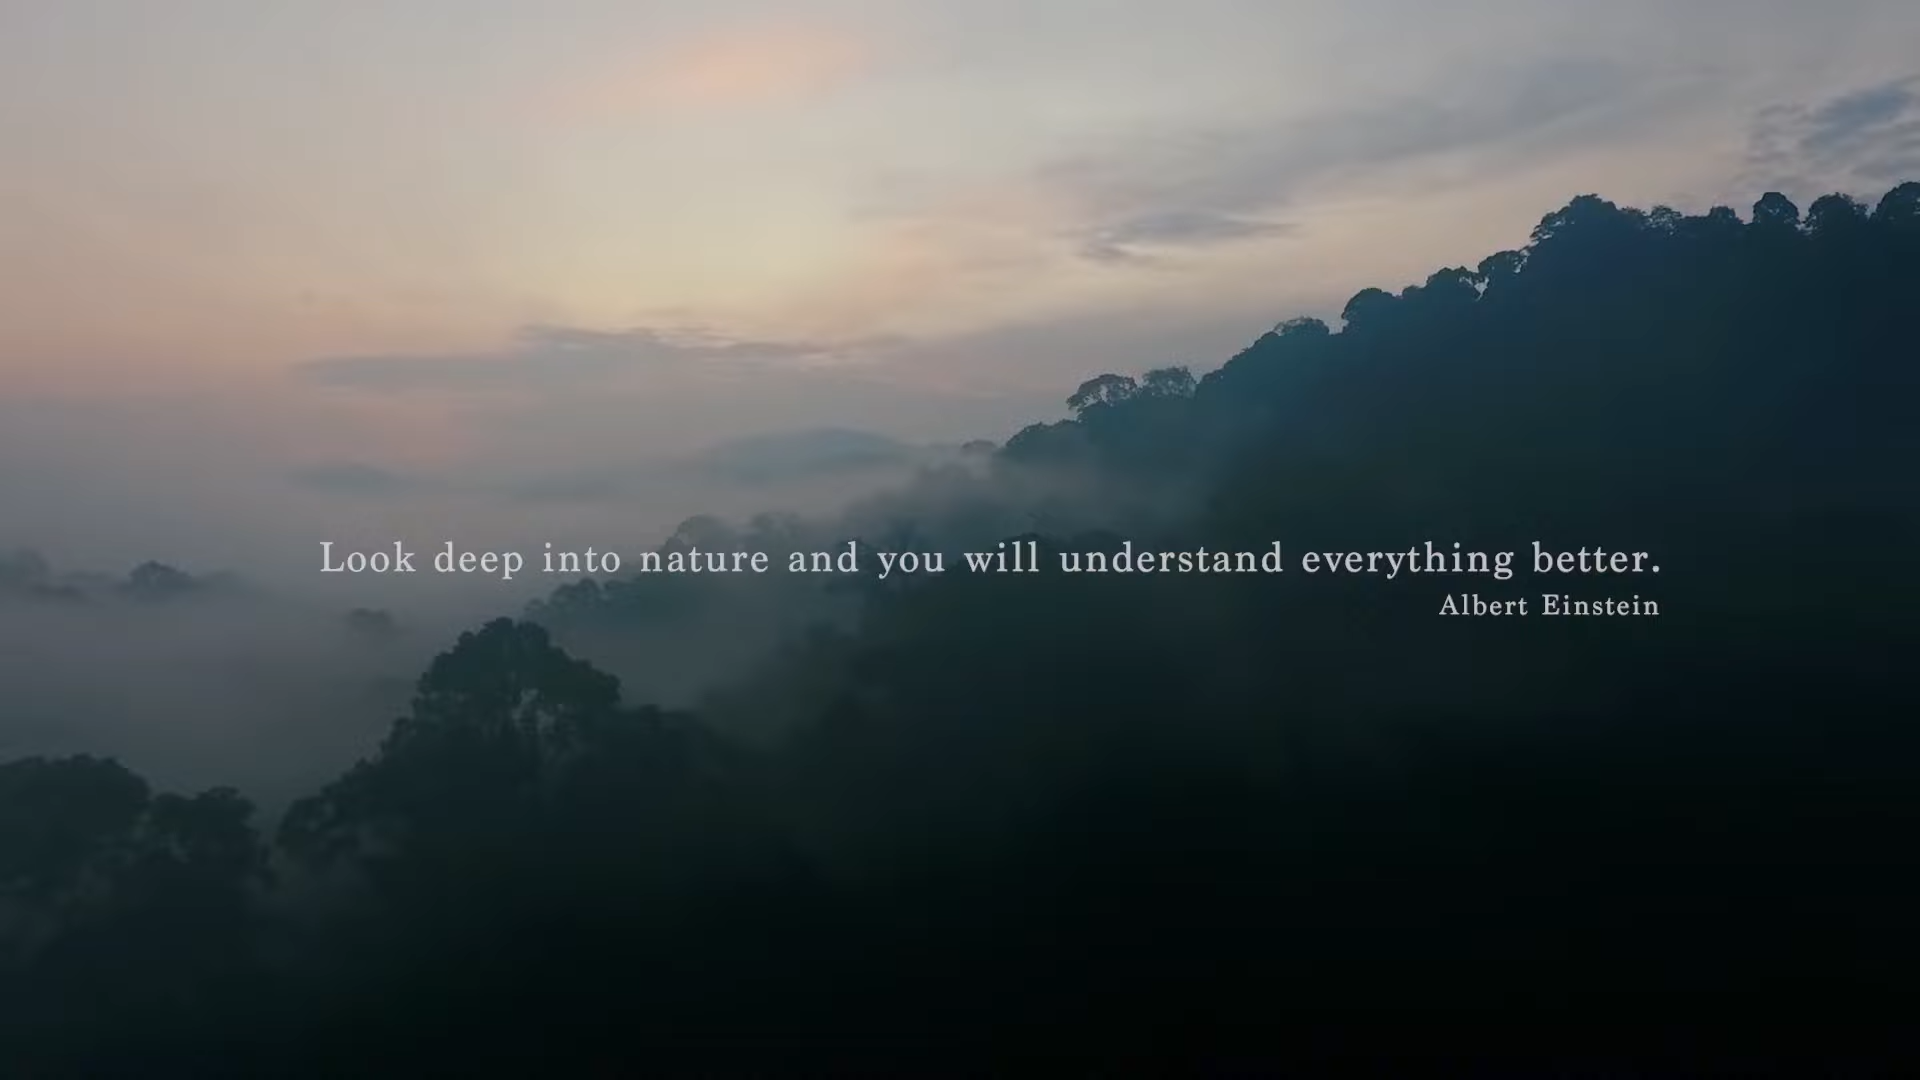 Look deep into nature and you will understand everything better.
Albert Einstein